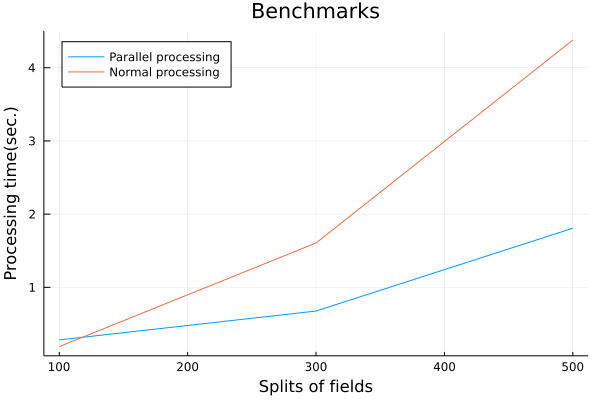 Benchmarks
Parallel processing
Normal processing
Processing time(sec.)
4
3
2
1
100 200 300 400 500
Splits of fields